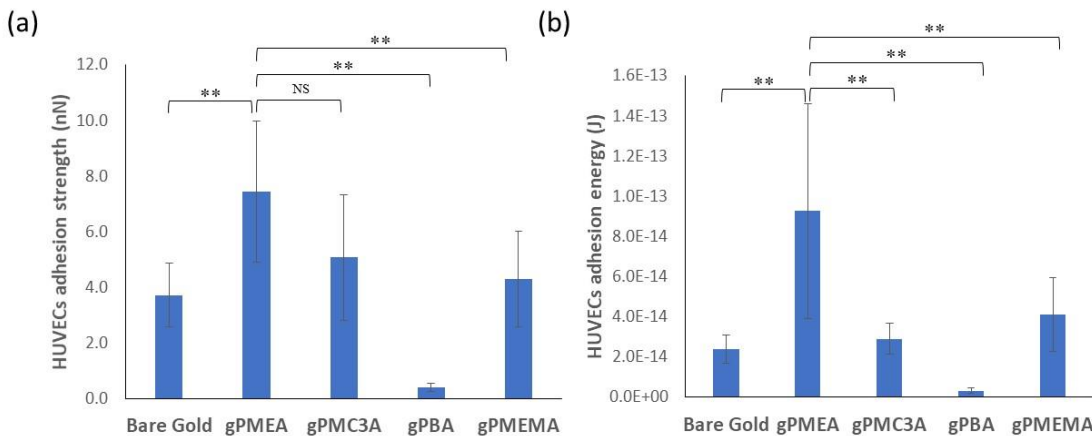 (a)
HUVECs adhesion strength (nN)
12.0
10.0
8.0
6.0
4.0
2.0
0.0
**
NS
**
**
Bare Gold gPMEA gPMC3A gPBA gPMEMA
(b)
HUVECs adhesion energy (J)
1.6E-13
1.4E-13
1.2E-13
1.0E-13
8.0E-14
6.0E-14
4.0E-14
2.0E-14
0.0E+00
**
**
**
**
Bare Gold gPMEA gPMC3A gPBA gPMEMA